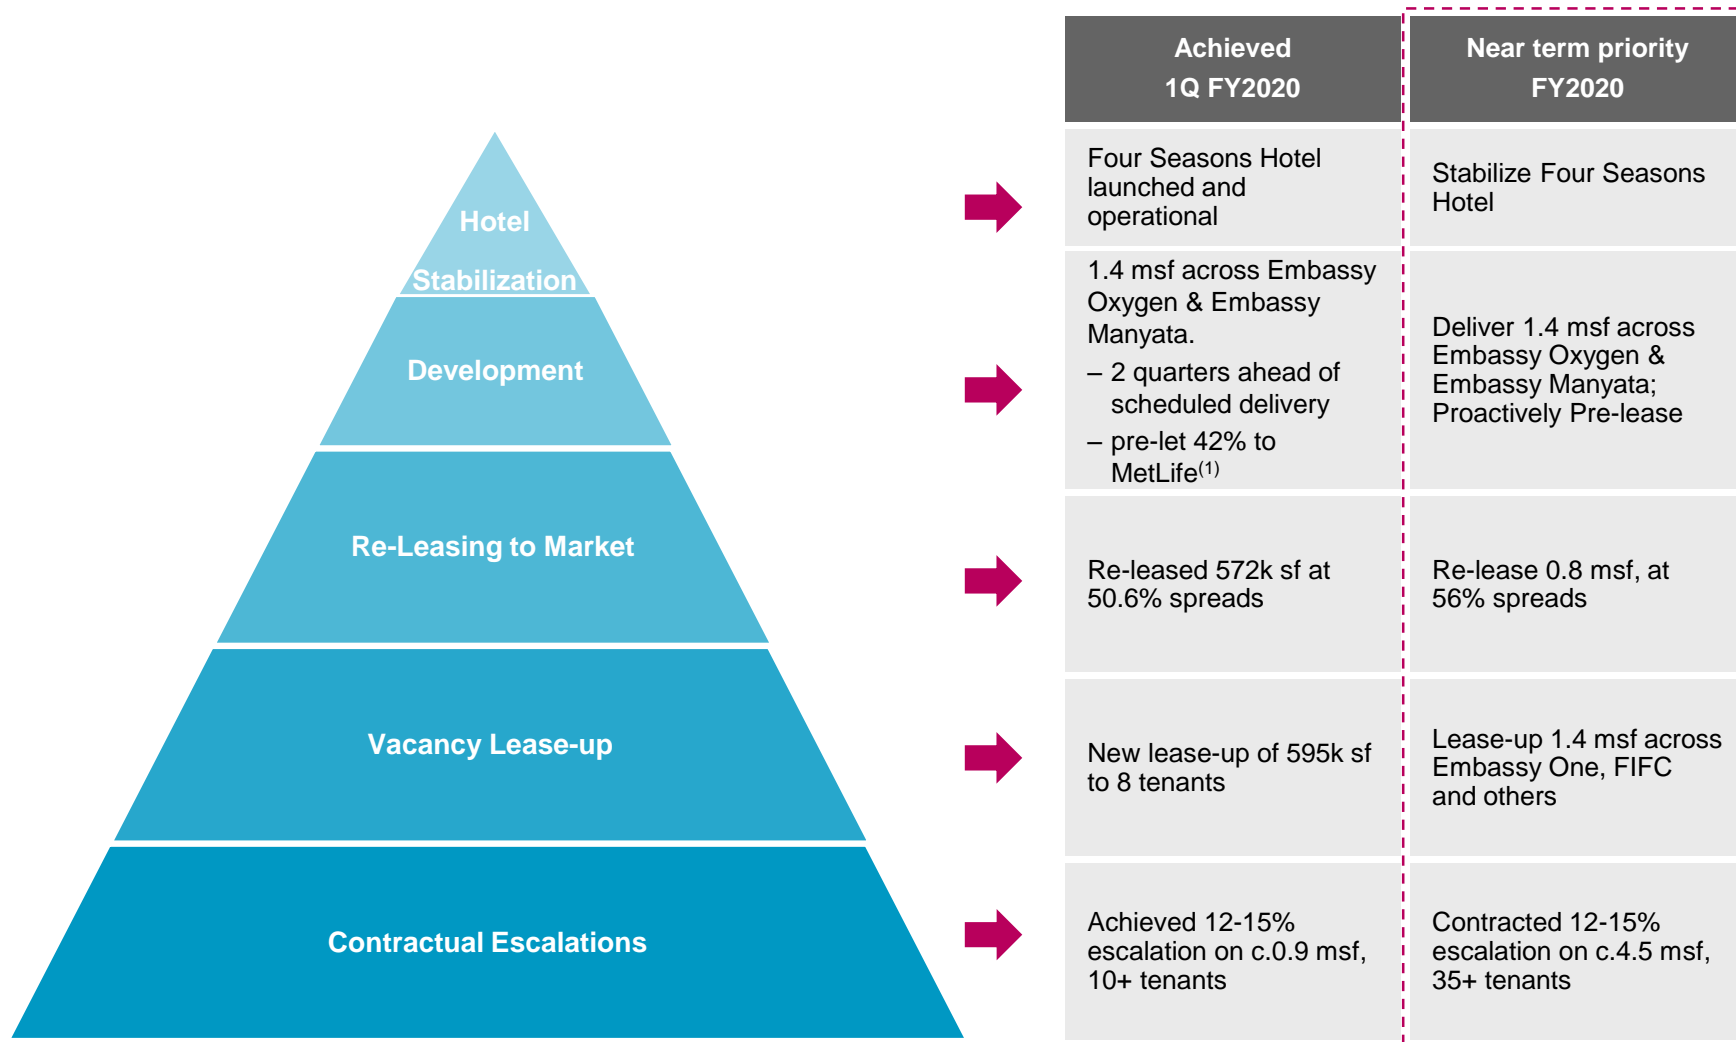 Achieved
1Q FY2020
Near term priority
FY2020
Hotel
Stabilization
Four Seasons Hotel
launched and
operational
Stabilize Four Seasons
Hotel
Development
1.4 msf across Embassy
Oxygen & Embassy
Manyata.
– 2 quarters ahead of
scheduled delivery
– pre-let 42% to
MetLife(1)
Deliver 1.4 msf across
Embassy Oxygen &
Embassy Manyata;
Proactively Pre-lease
Re-Leasing to Market
Re-leased 572k sf at
50.6% spreads
Re-lease 0.8 msf, at
56% spreads
Vacancy Lease-up
New lease-up of 595k sf
to 8 tenants
Lease-up 1.4 msf across
Embassy One, FIFC
and others
Contractual Escalations
Achieved 12-15%
escalation on c.0.9 msf,
10+ tenants
Contracted 12-15%
escalation on c.4.5 msf,
35+ tenants